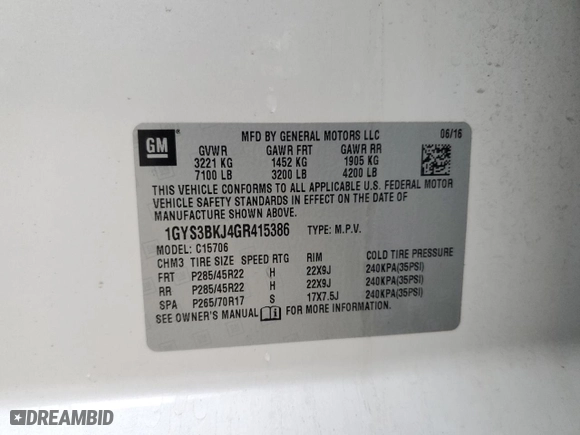 MFD BY GENERAL MOTORS LLC 06/16
GM
GVWR GAWR FRT GAWR RR
3221 KG 1452 KG 1905 KG
7100 LB 3200 LB 4200 LB
THIS VEHICLE CONFORMS TO ALL APPLICABLE U.S. FEDERAL MOTOR
VEHICLE SAFETY STANDARDS IN EFFECT ON THE DATE OF
MANUFACTURE SHOWN ABOVE.
1GYS3BKJ4GR415386 TYPE: M.P.V.
MODEL: C15706
CHM3 TIRE SIZE SPEED RTG RIM COLD TIRE PRESSURE
FRT P285/45R22 H 22X9J 240KPA(35PSI)
RR P285/45R22 H 22X9J 240KPA(35PSI)
SPA P265/70R17 S 17X7.5J 240KPA(35PSI)
SEE OWNER'S MANUAL FOR MORE INFORMATION.
DREAMBID